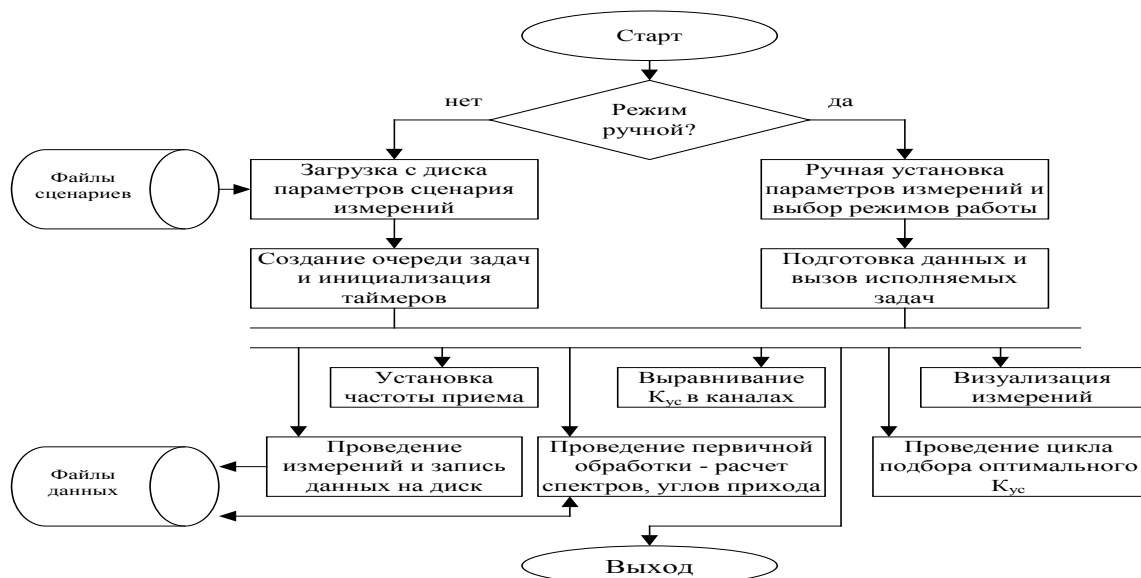 Старт
нет
да
Режим
ручной?
Файлы
сценариев
Загрузка с диска
параметров сценария
измерений
Ручная установка
параметров измерений и
выбор режимов работы
Создание очереди задач
и инициализация
таймеров
Подготовка данных и
вызов исполняемых
задач
Установка
частоты приема
Выравнивание
Кус в каналах
Визуализация
измерений
Файлы
данных
Проведение
измерений и запись
данных на диск
Проведение первичной
обработки - расчет
спектров, углов прихода
Проведение цикла
подбора оптимального
Кус
Выход